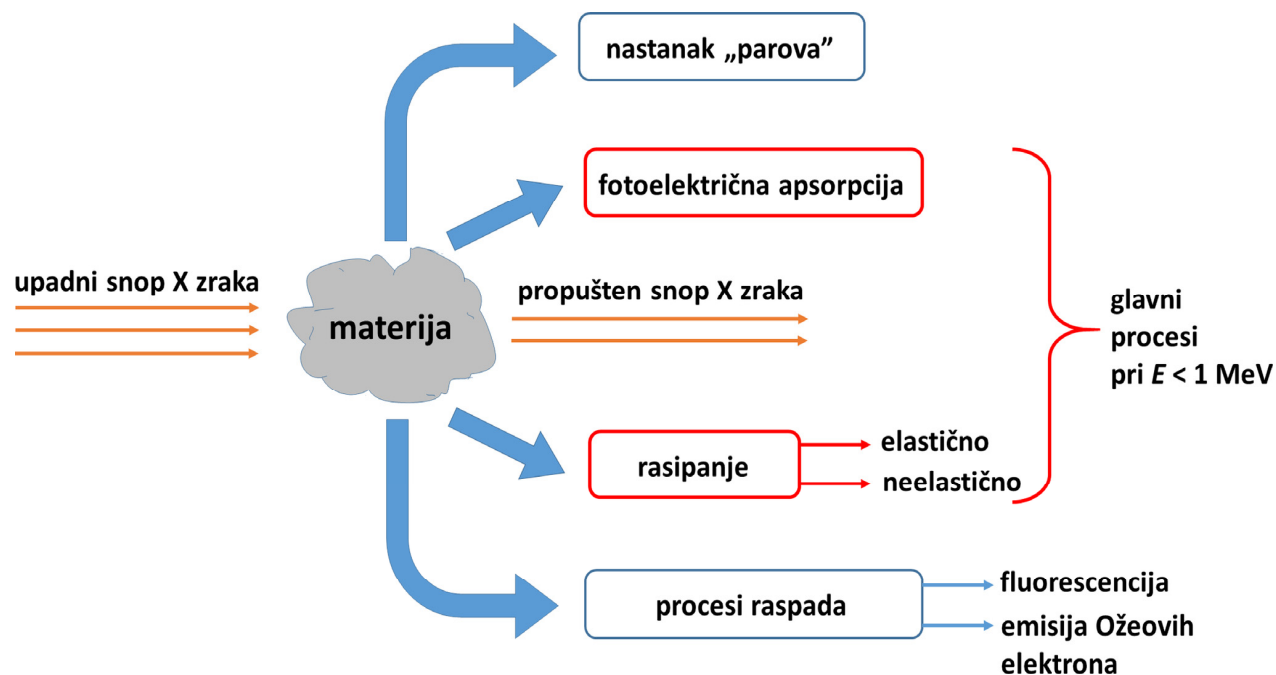 nastanak „parova”
fotoelektrična apsorpcija
upadni snop X zraka
materija
propušten snop X zraka
glavni
procesi
pri E < 1 MeV
rasipanje
elastično
neelastično
procesi raspada
fluorescencija
emisija Ožeovih
elektrona